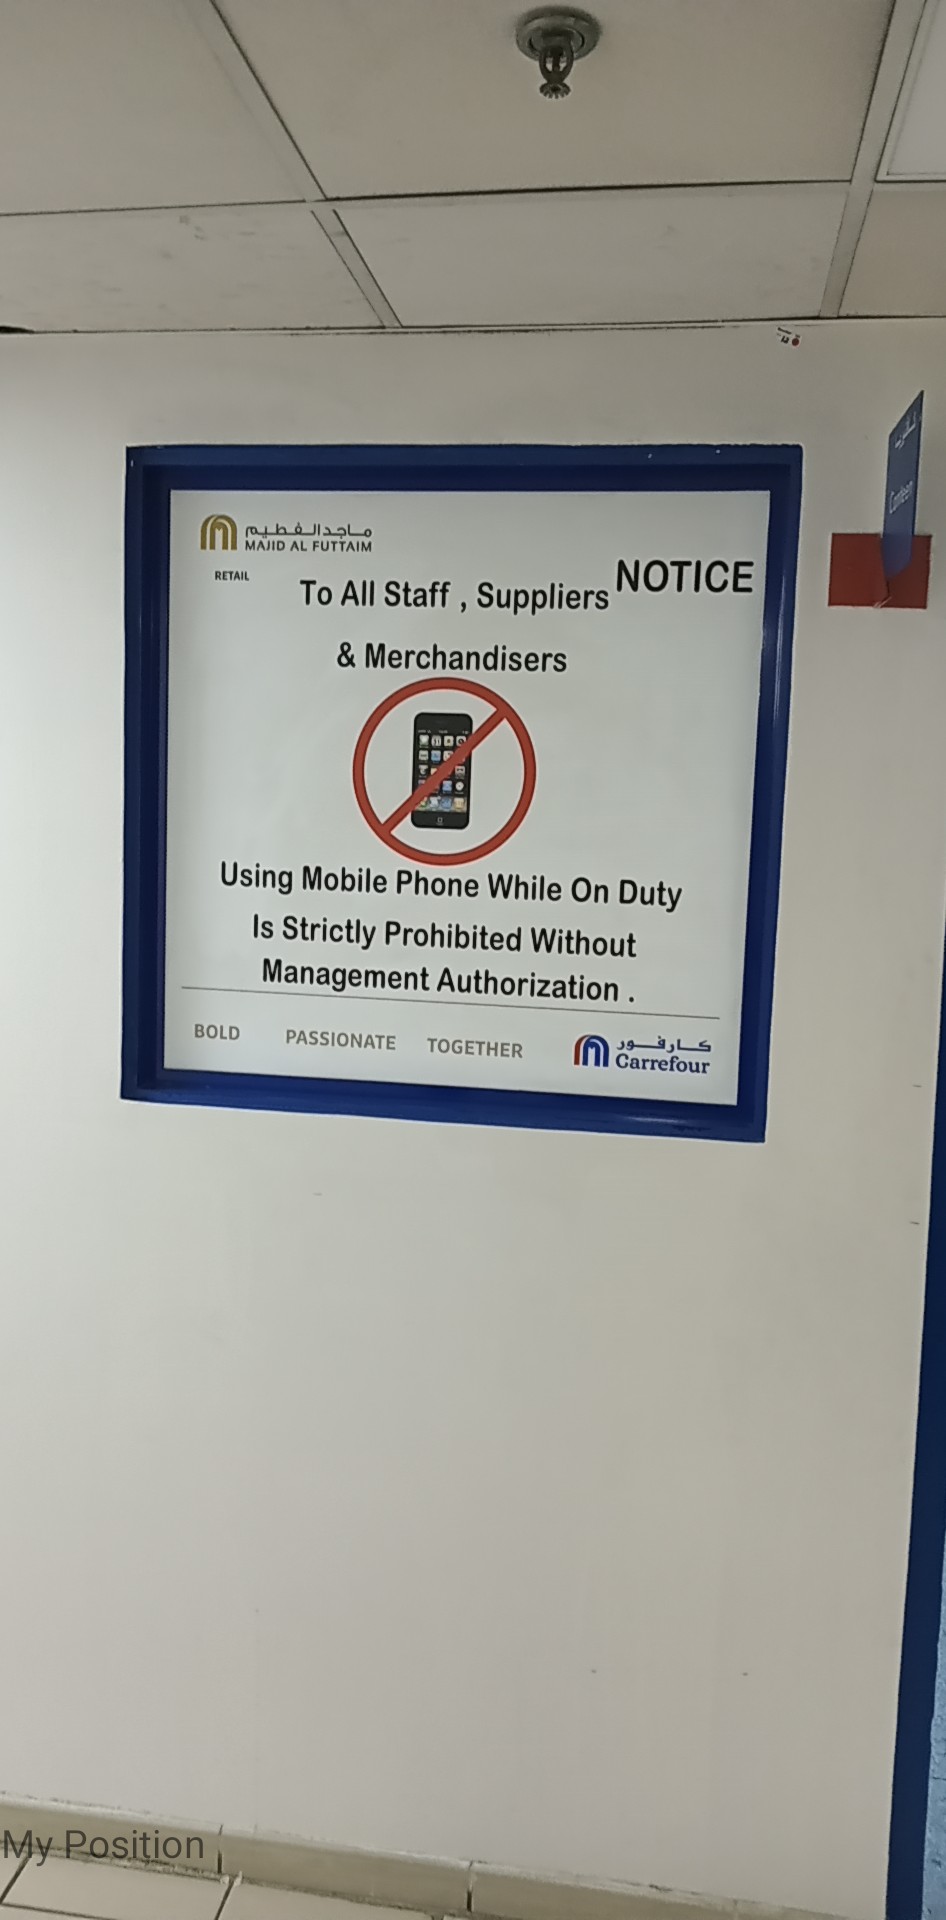 ماجد الفطيم
MAJID AL FUTTAIM
RETAIL
NOTICE
To All Staff , Suppliers
& Merchandisers
Using Mobile Phone While On Duty
Is Strictly Prohibited Without
Management Authorization .
BOLD PASSIONATE TOGETHER
كارفور
Carrefour
Canteen
My Position